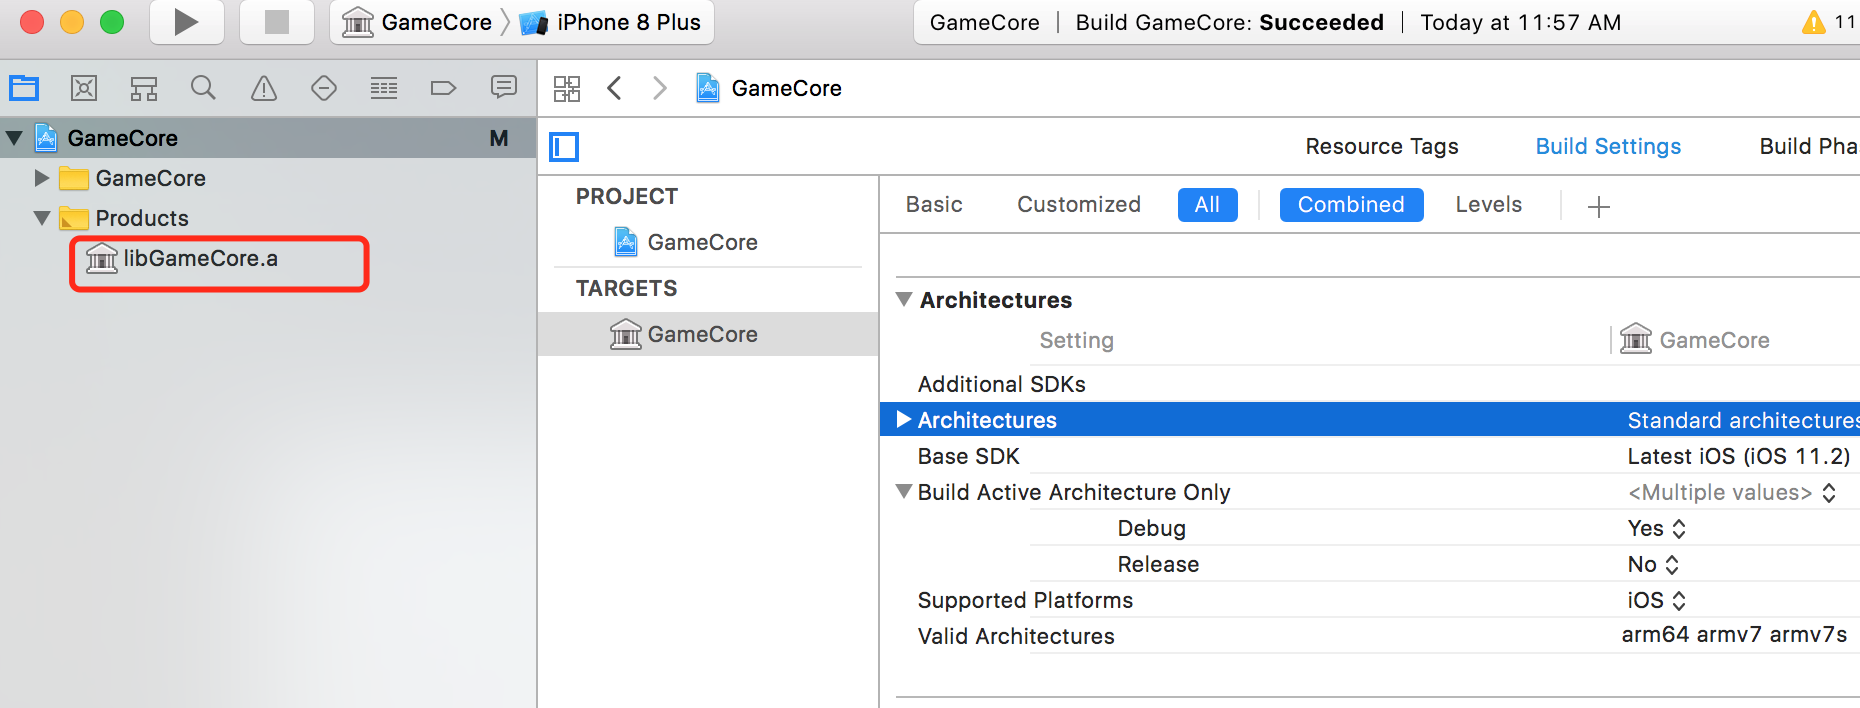 GameCore iPhone 8 Plus
GameCore Build GameCore: Succeeded Today at 11:57 AM 11
GameCore
GameCore M
GameCore
Products
libGameCore.a
Resource Tags Build Settings Build Pha
PROJECT
GameCore
TARGETS
GameCore
Basic Customized All Combined Levels
Architectures
Setting GameCore
Additional SDKs
Architectures Standard architectures
Base SDK Latest iOS (iOS 11.2)
Build Active Architecture Only <Multiple values>
Debug Yes
Release No
Supported Platforms iOS
Valid Architectures arm64 armv7 armv7s